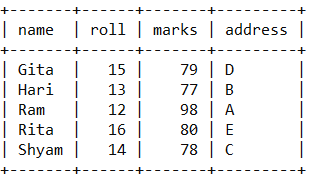 +-------+------+-------+---------+
| name  | roll | marks | address |
+-------+------+-------+---------+
| Gita  |   15 |    79 | D       |
| Hari  |   13 |    77 | B       |
| Ram   |   12 |    98 | A       |
| Rita  |   16 |    80 | E       |
| Shyam |   14 |    78 | C       |
+-------+------+-------+---------+